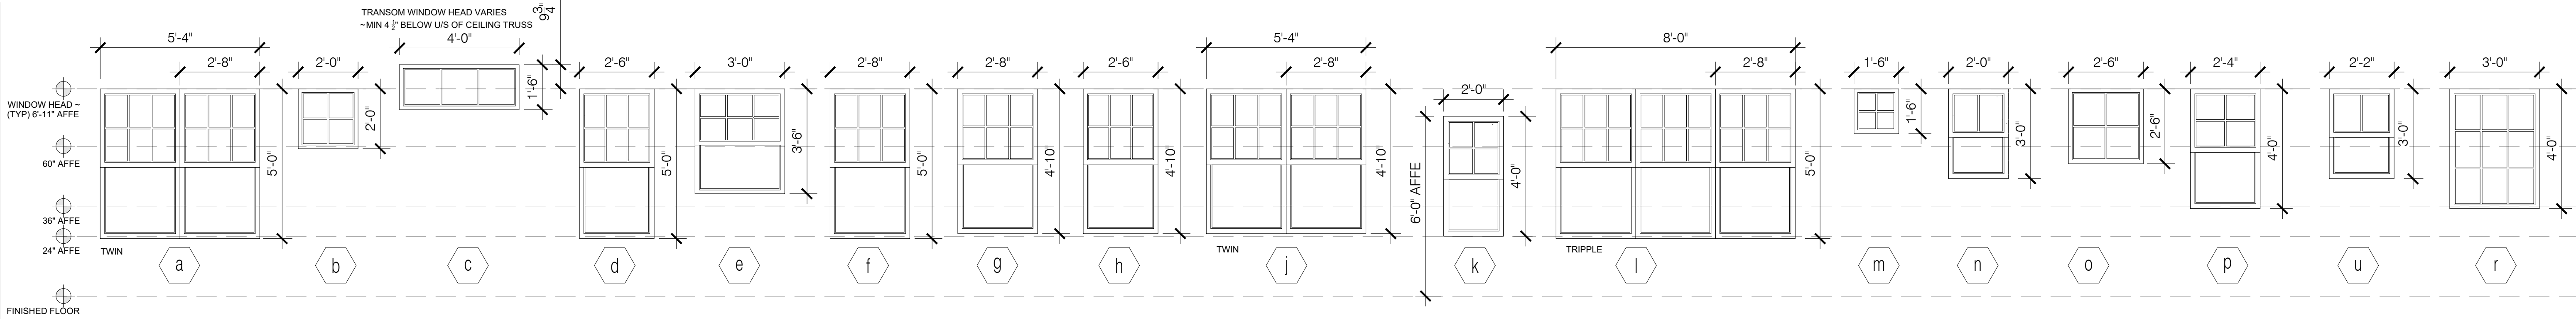 TRANSOM WINDOW HEAD VARIES
~MIN 4 ½" BELOW U/S OF CEILING TRUSS
9 3/4"
5'-4"
2'-8"
2'-0"
4'-0"
2'-6"
3'-0"
2'-8"
2'-8"
2'-6"
5'-4"
2'-8"
2'-0"
8'-0"
2'-8"
1'-6"
2'-0"
2'-6"
2'-4"
2'-2"
3'-0"
WINDOW HEAD ~
(TYP) 6'-11" AFFE
60" AFFE
36" AFFE
24" AFFE
FINISHED FLOOR
5'-0"
2'-0"
1'-6"
5'-0"
3'-6"
5'-0"
4'-10"
4'-10"
4'-10"
6'-0" AFFE
4'-0"
5'-0"
1'-6"
3'-0"
2'-6"
4'-0"
3'-0"
4'-0"
TWIN
TWIN
TRIPPLE
a
b
c
d
e
f
g
h
j
k
l
m
n
o
p
u
r